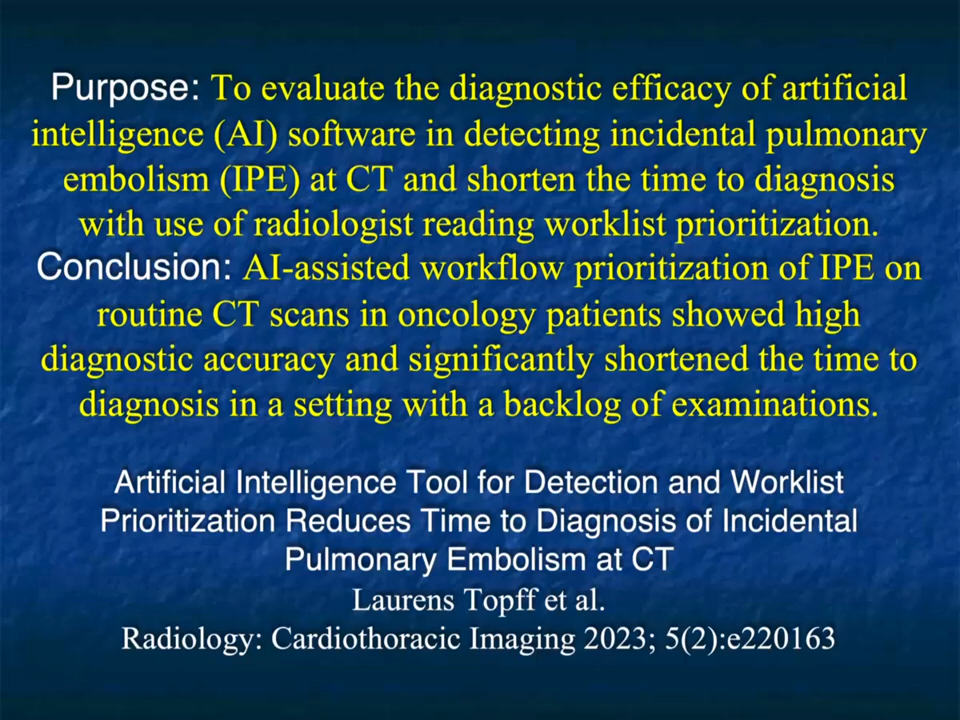 Purpose: To evaluate the diagnostic efficacy of artificial
intelligence (AI) software in detecting incidental pulmonary
embolism (IPE) at CT and shorten the time to diagnosis
with use of radiologist reading worklist prioritization.
Conclusion: AI-assisted workflow prioritization of IPE on
routine CT scans in oncology patients showed high
diagnostic accuracy and significantly shortened the time to
diagnosis in a setting with a backlog of examinations.
Artificial Intelligence Tool for Detection and Worklist
Prioritization Reduces Time to Diagnosis of Incidental
Pulmonary Embolism at CT
Laurens Topff et al.
Radiology: Cardiothoracic Imaging 2023; 5(2):e220163